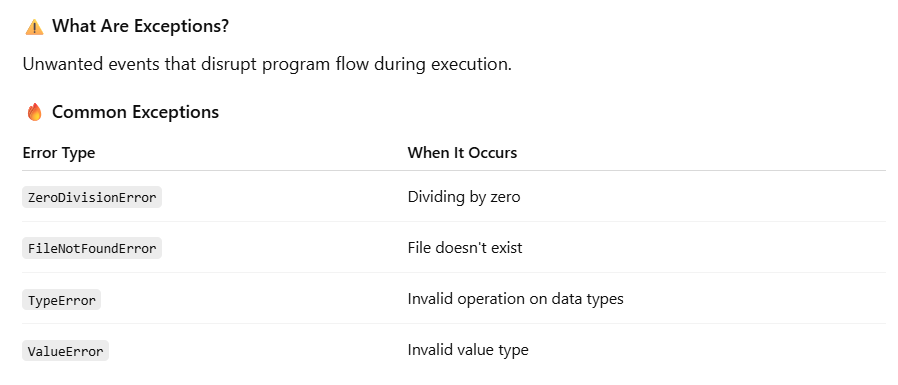 ⚠️ What Are Exceptions?
Unwanted events that disrupt program flow during execution.
🔥 Common Exceptions
Error Type When It Occurs
ZeroDivisionError Dividing by zero
FileNotFoundError File doesn't exist
TypeError Invalid operation on data types
ValueError Invalid value type